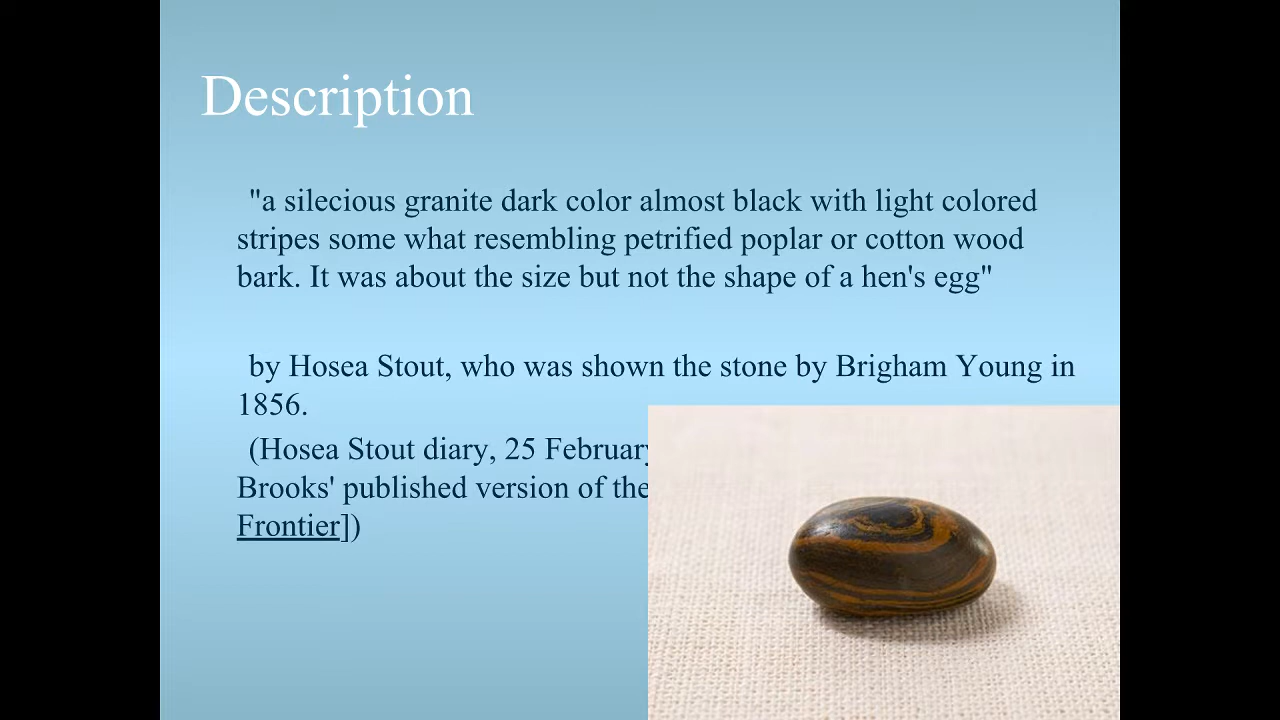 Description
"a silecious granite dark color almost black with light colored
stripes some what resembling petrified poplar or cotton wood
bark. It was about the size but not the shape of a hen's egg"
by Hosea Stout, who was shown the stone by Brigham Young in
1856.
(Hosea Stout diary, 25 February
Brooks' published version of the
Frontier])